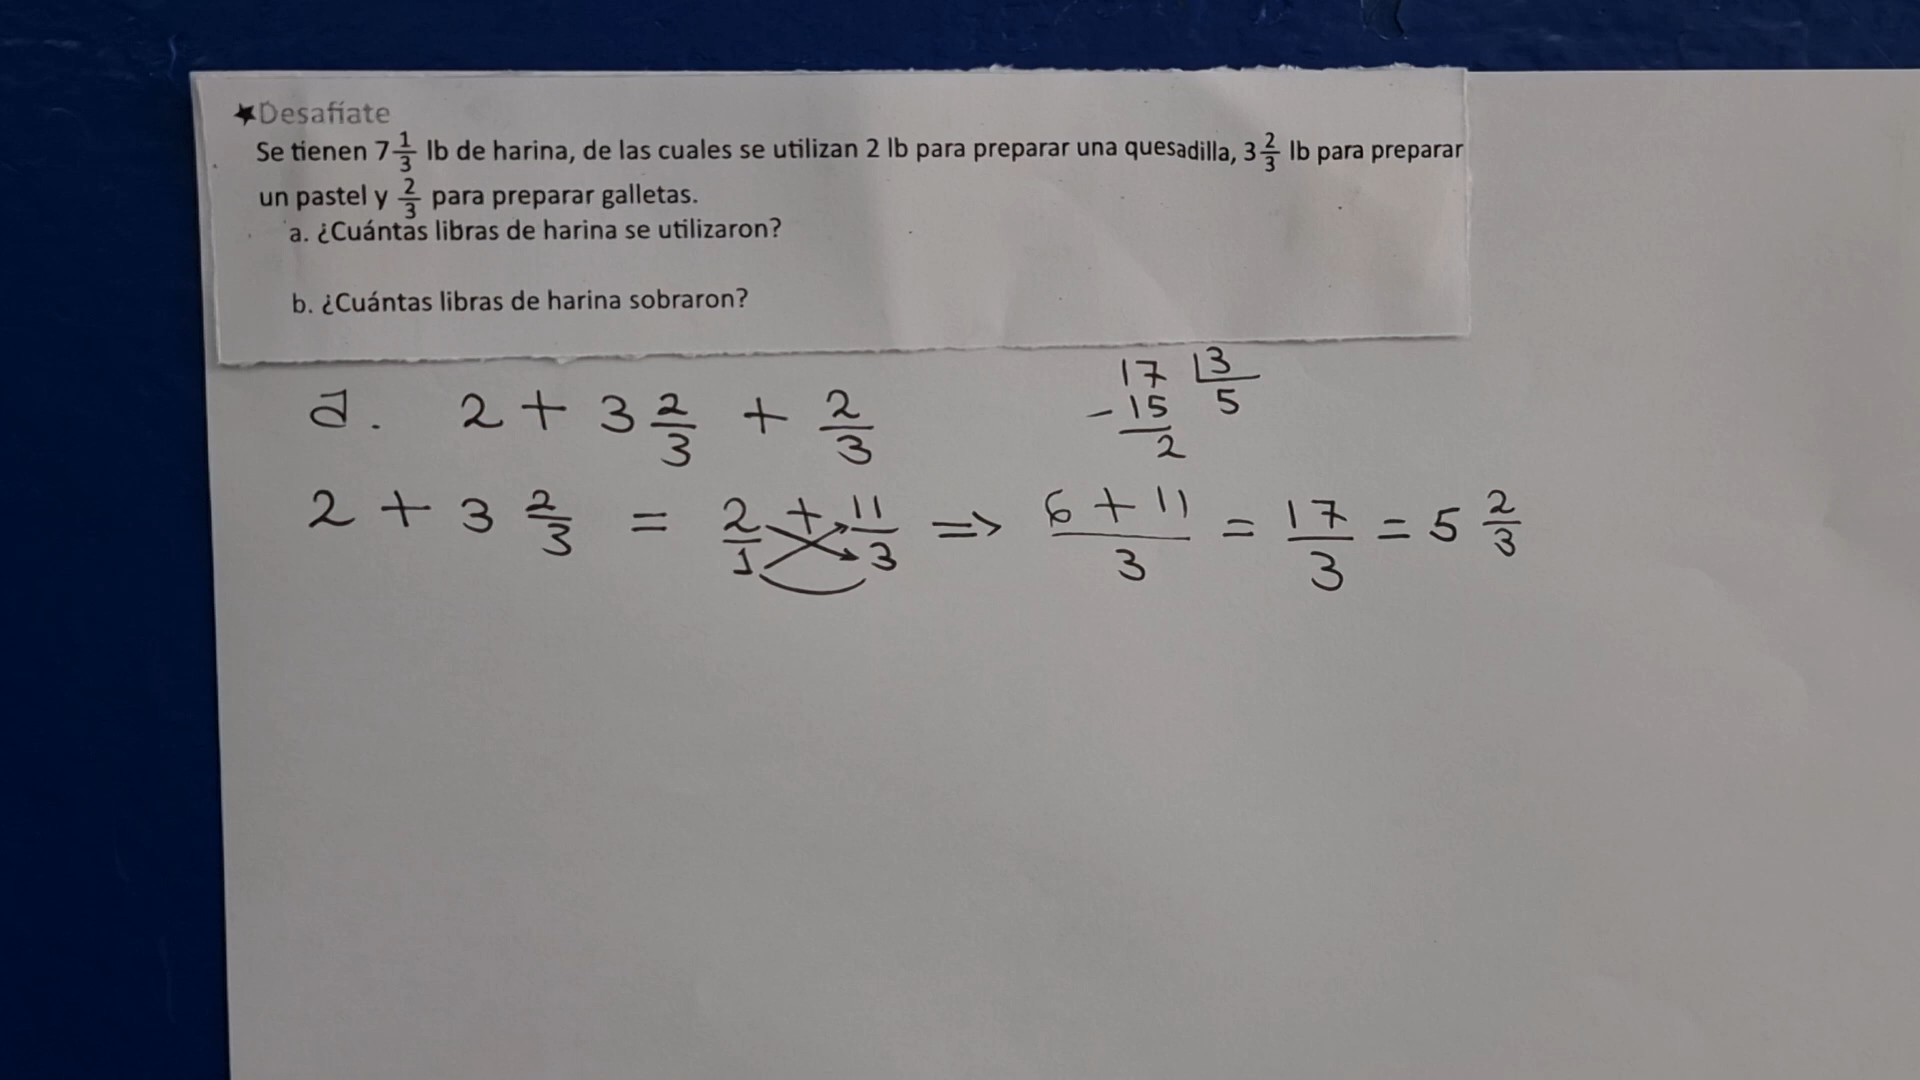 ★Desafíate
Se tienen 7 1/3 lb de harina, de las cuales se utilizan 2 lb para preparar una quesadilla, 3 2/3 lb para preparar
un pastel y 2/3 para preparar galletas.
a. ¿Cuántas libras de harina se utilizaron?
b. ¿Cuántas libras de harina sobraron?
17 | 3
- 15 5
2
a. 2 + 3 2/3 + 2/3
2 + 3 2/3 = 2/1 + 11/3 => (6 + 11)/3 = 17/3 = 5 2/3